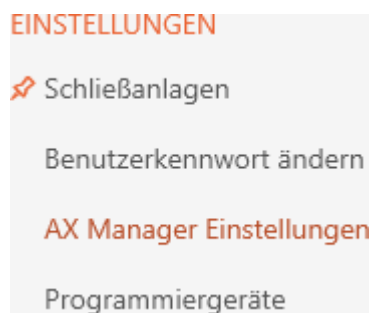 EINSTELLUNGEN
Schließanlagen
Benutzerkennwort ändern
AX Manager Einstellungen
Programmiergeräte